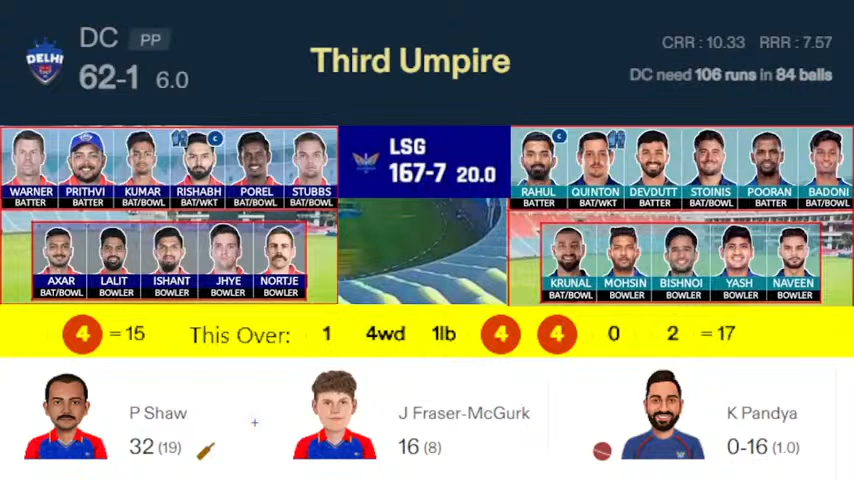 DC PP
62-1 6.0
DELHI
Third Umpire
CRR : 10.33 RRR : 7.57
DC need 106 runs in 84 balls
WARNER PRITHVI KUMAR RISHABH POREL STUBBS
BATTER BATTER BAT/BOWL BAT/WKT BAT/BOWL BAT/BOWL
C
AXAR LALIT ISHANT JHYE NORTJE
BAT/BOWL BOWLER BOWLER BOWLER BOWLER
LSG
167-7 20.0
C
RAHUL QUINTON DEVDUTT STOINIS POORAN BADONI
BATTER BAT/WKT BATTER BAT/BOWL BATTER BAT/BOWL
KRUNAL MOHSIN BISHNOI YASH NAVEEN
BAT/BOWL BOWLER BOWLER BOWLER BOWLER
4 = 15 This Over: 1 4wd 1lb 4 4 0 2 = 17
P Shaw
32 (19)
J Fraser-McGurk
16 (8)
K Pandya
0-16 (1.0)